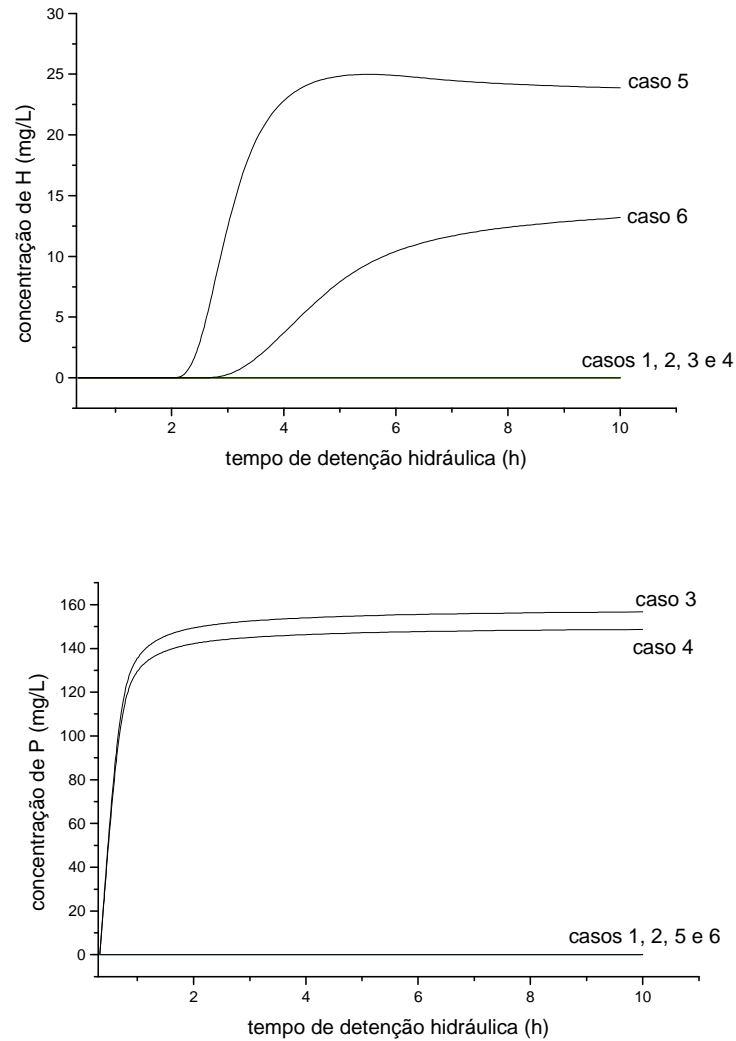 30
25
20
15
10
5
0
concentração de H (mg/L)
caso 5
caso 6
casos 1, 2, 3 e 4
2 4 6 8 10
tempo de detenção hidráulica (h)
160
140
120
100
80
60
40
20
0
concentração de P (mg/L)
caso 3
caso 4
casos 1, 2, 5 e 6
2 4 6 8 10
tempo de detenção hidráulica (h)